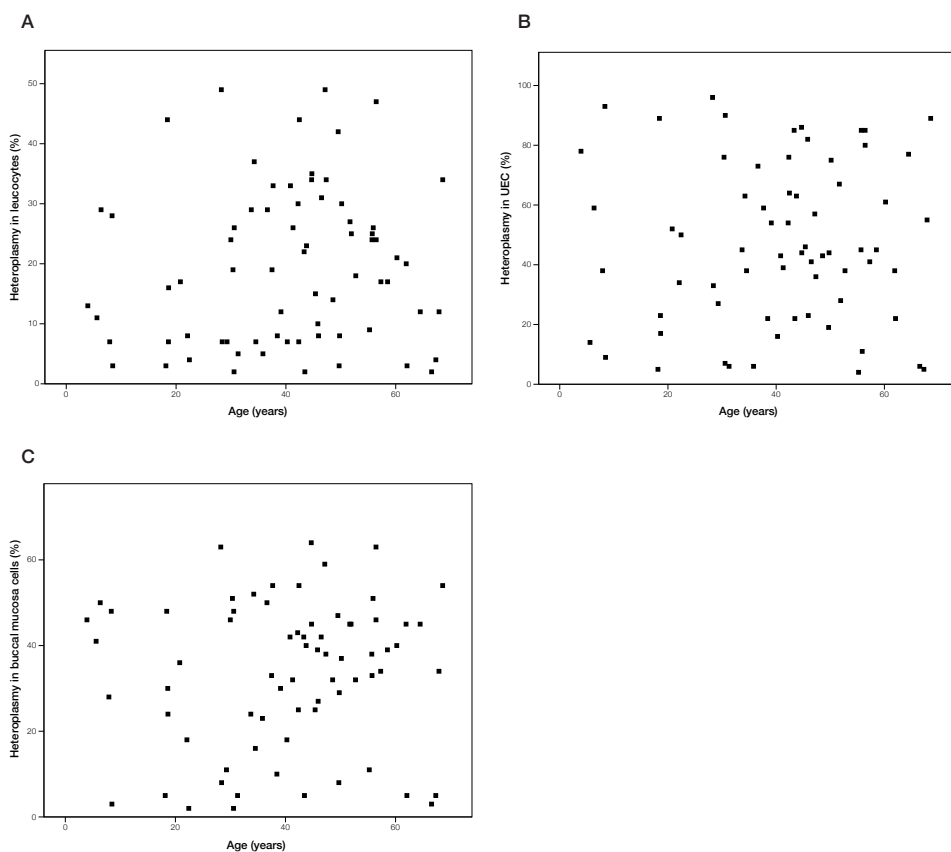 A
Heteroplasmy in leucocytes (%)
50
40
30
20
10
0
0 20 40 60
Age (years)
B
Heteroplasmy in UEC (%)
100
80
60
40
20
0
0 20 40 60
Age (years)
C
Heteroplasmy in buccal mucosa cells (%)
60
40
20
0
0 20 40 60
Age (years)